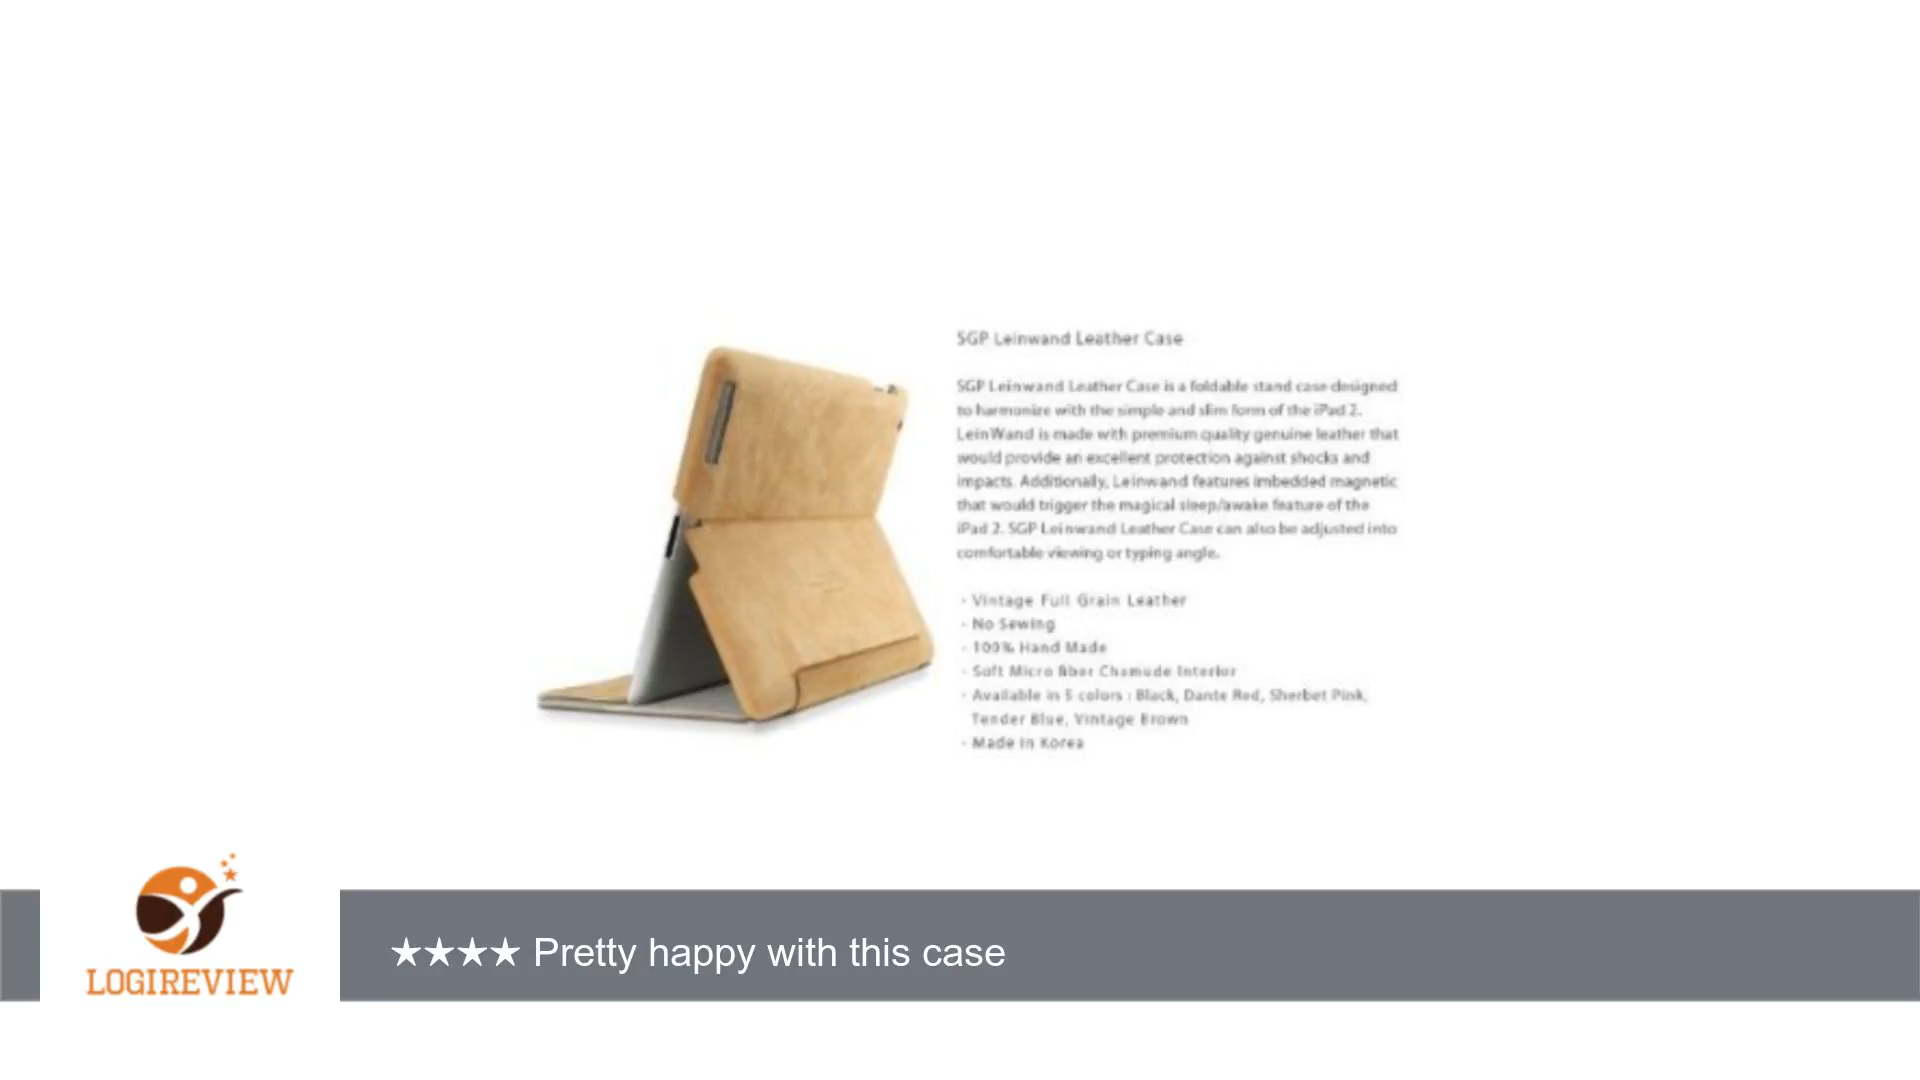 SGP Leinwand Leather Case
SGP Leinwand Leather Case is a foldable stand case designed
to harmonize with the simple and slim form of the iPad 2.
LeinWand is made with premium quality genuine leather that
would provide an excellent protection against shocks and
impacts. Additionally, Leinwand features imbedded magnetic
that would trigger the magical sleep/awake feature of the
iPad 2. SGP Leinwand Leather Case can also be adjusted into
comfortable viewing or typing angle.
- Vintage Full Grain Leather
- No Sewing
- 100% Hand Made
- Soft Micro fiber Chamude Interior
- Available in 5 colors : Black, Dante Red, Sherbet Pink,
Tender Blue, Vintage Brown
- Made in Korea
LOGIREVIEW
★★★★ Pretty happy with this case